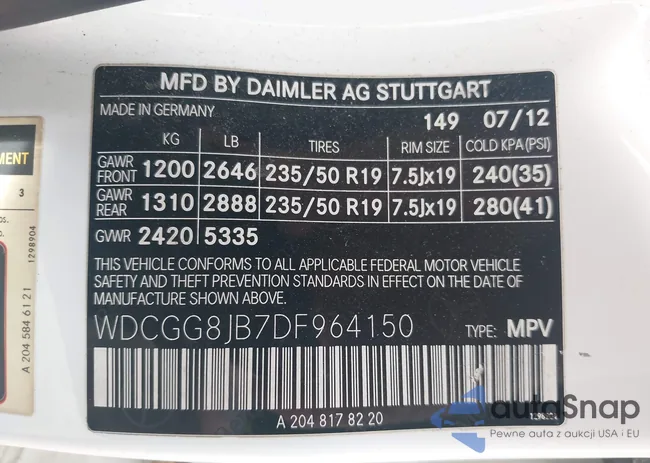 MFD BY DAIMLER AG STUTTGART
MADE IN GERMANY 149 07/12
KG LB TIRES RIM SIZE COLD KPA(PSI)
GAWR FRONT 1200 2646 235/50 R19 7.5Jx19 240(35)
GAWR REAR 1310 2888 235/50 R19 7.5Jx19 280(41)
GVWR 2420 5335
THIS VEHICLE CONFORMS TO ALL APPLICABLE FEDERAL MOTOR VEHICLE
SAFETY AND THEFT PREVENTION STANDARDS IN EFFECT ON THE DATE
OF MANUFACTURE SHOWN ABOVE.
WDCGG8JB7DF964150 TYPE: MPV
A 204 817 82 20
MENT
3
1298904
A 204 584 61 21
autoSnap
Pewne auta z aukcji USA i EU